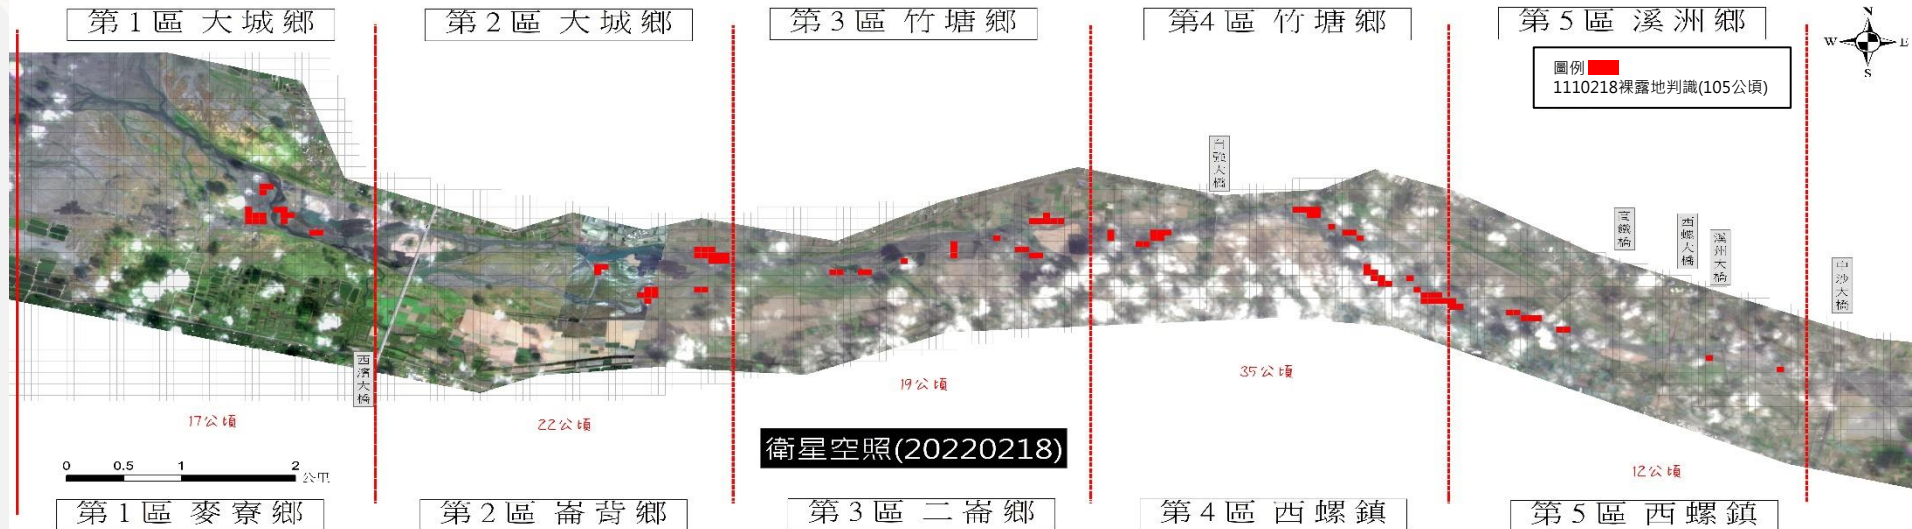 第1區 大城鄉
第2區 大城鄉
第3區 竹塘鄉
第4區 竹塘鄉
第5區 溪洲鄉
N
W
E
S
圖例
1110218裸露地判識(105公頃)
自強大橋
高鐵橋
西螺大橋
溪州大橋
中沙大橋
西濱大橋
17公頃
22公頃
19公頃
35公頃
12公頃
衛星空照(20220218)
0 0.5 1 2
公里
第1區 麥寮鄉
第2區 崙背鄉
第3區 二崙鄉
第4區 西螺鎮
第5區 西螺鎮